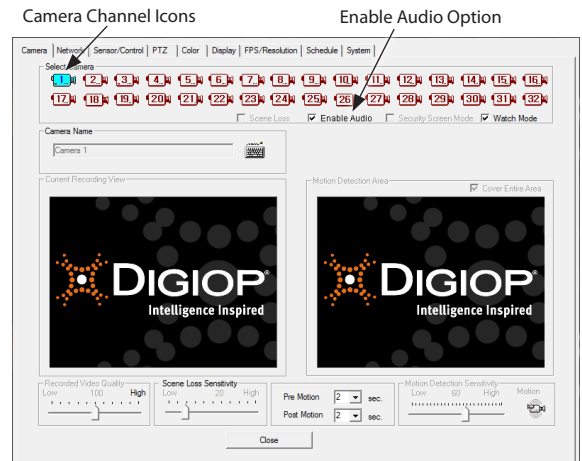 Camera Channel Icons
Enable Audio Option
Camera Network Sensor/Control PTZ Color Display FPS/Resolution Schedule System
Select Camera
1 2 3 4 5 6 7 8 9 10 11 12 13 14 15 16
17 18 19 20 21 22 23 24 25 26 27 28 29 30 31 32
Scene Loss Enable Audio Security Screen Mode Watch Mode
Camera Name
Camera 1
Current Recording View
Motion Detection Area
Cover Entire Area
DIGIOP®
Intelligence Inspired
DIGIOP®
Intelligence Inspired
Recorded Video Quality
Low 100 High
Scene Loss Sensitivity
Low 20 High
Pre Motion 2 sec.
Post Motion 2 sec.
Motion Detection Sensitivity
Low 60 High Motion
Close